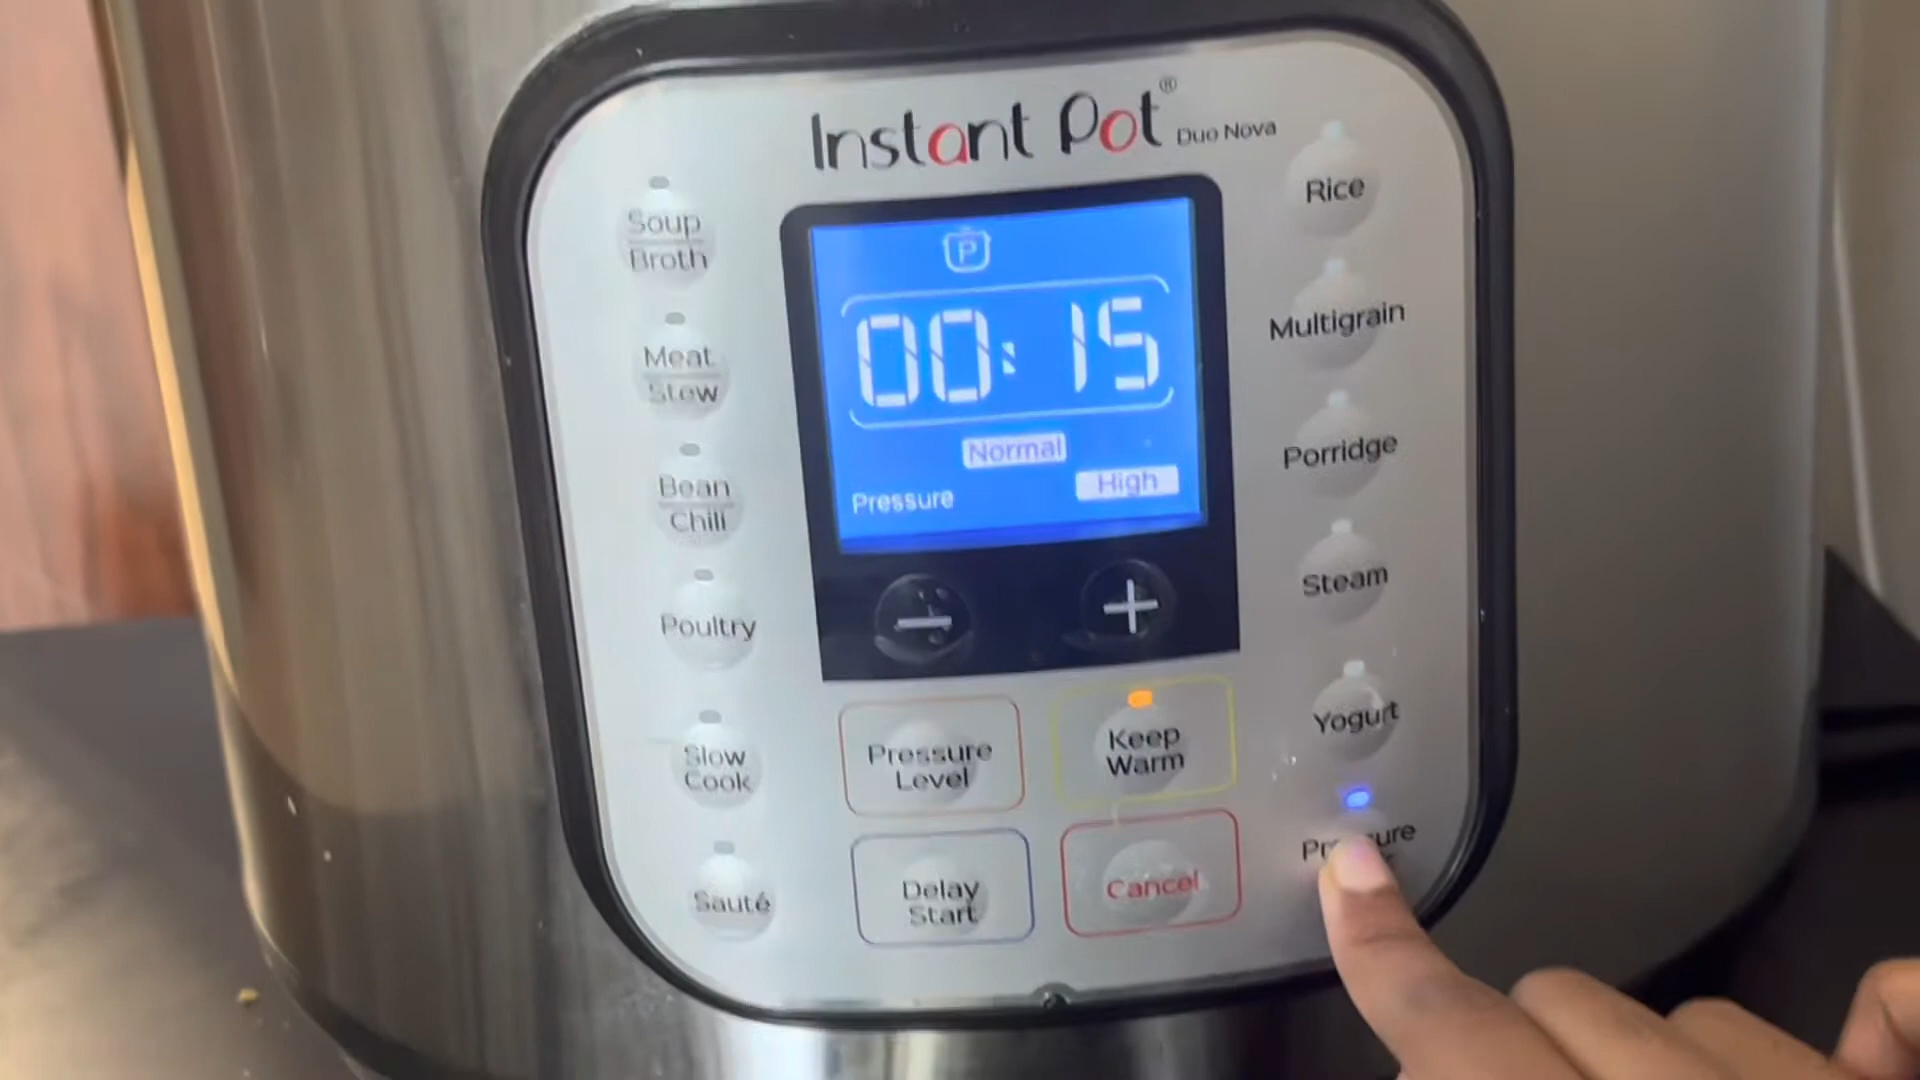 Instant Pot® Duo Nova
Soup
Broth
Meat
Stew
Bean
Chili
Poultry
Slow
Cook
Sauté
P
00:15
Normal
Pressure High
− +
Pressure
Level
Keep
Warm
Delay
Start
Cancel
Rice
Multigrain
Porridge
Steam
Yogurt
Pressure